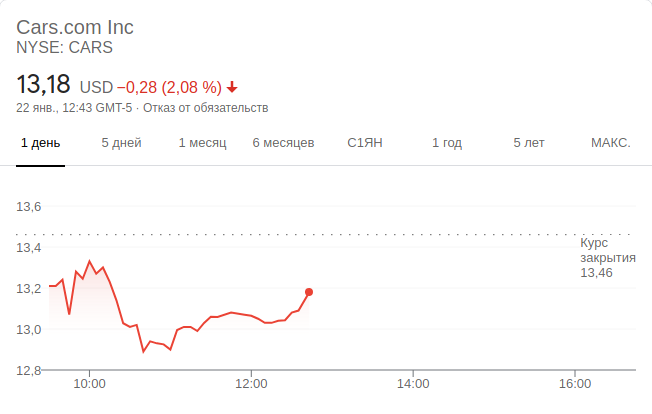 Cars.com Inc
NYSE: CARS
13,18 USD −0,28 (2,08 %)
22 янв., 12:43 GMT-5 · Отказ от обязательств
1 день 5 дней 1 месяц 6 месяцев С1ЯН 1 год 5 лет МАКС.
13,6
13,4
13,2
13,0
12,8
Курс
закрытия
13,46
10:00 12:00 14:00 16:00